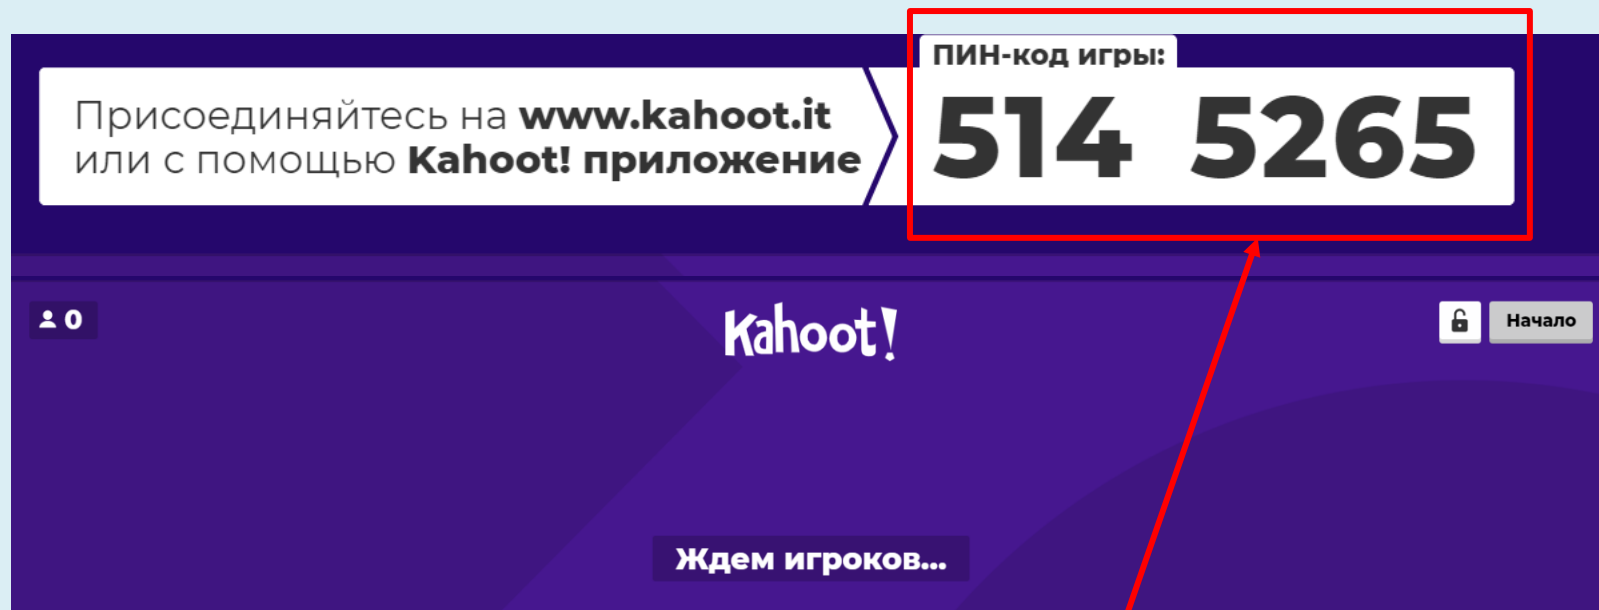 ПИН-код игры:
Присоединяйтесь на www.kahoot.it
или с помощью Kahoot! приложение
514 5265
0
Kahoot!
Начало
Ждем игроков...